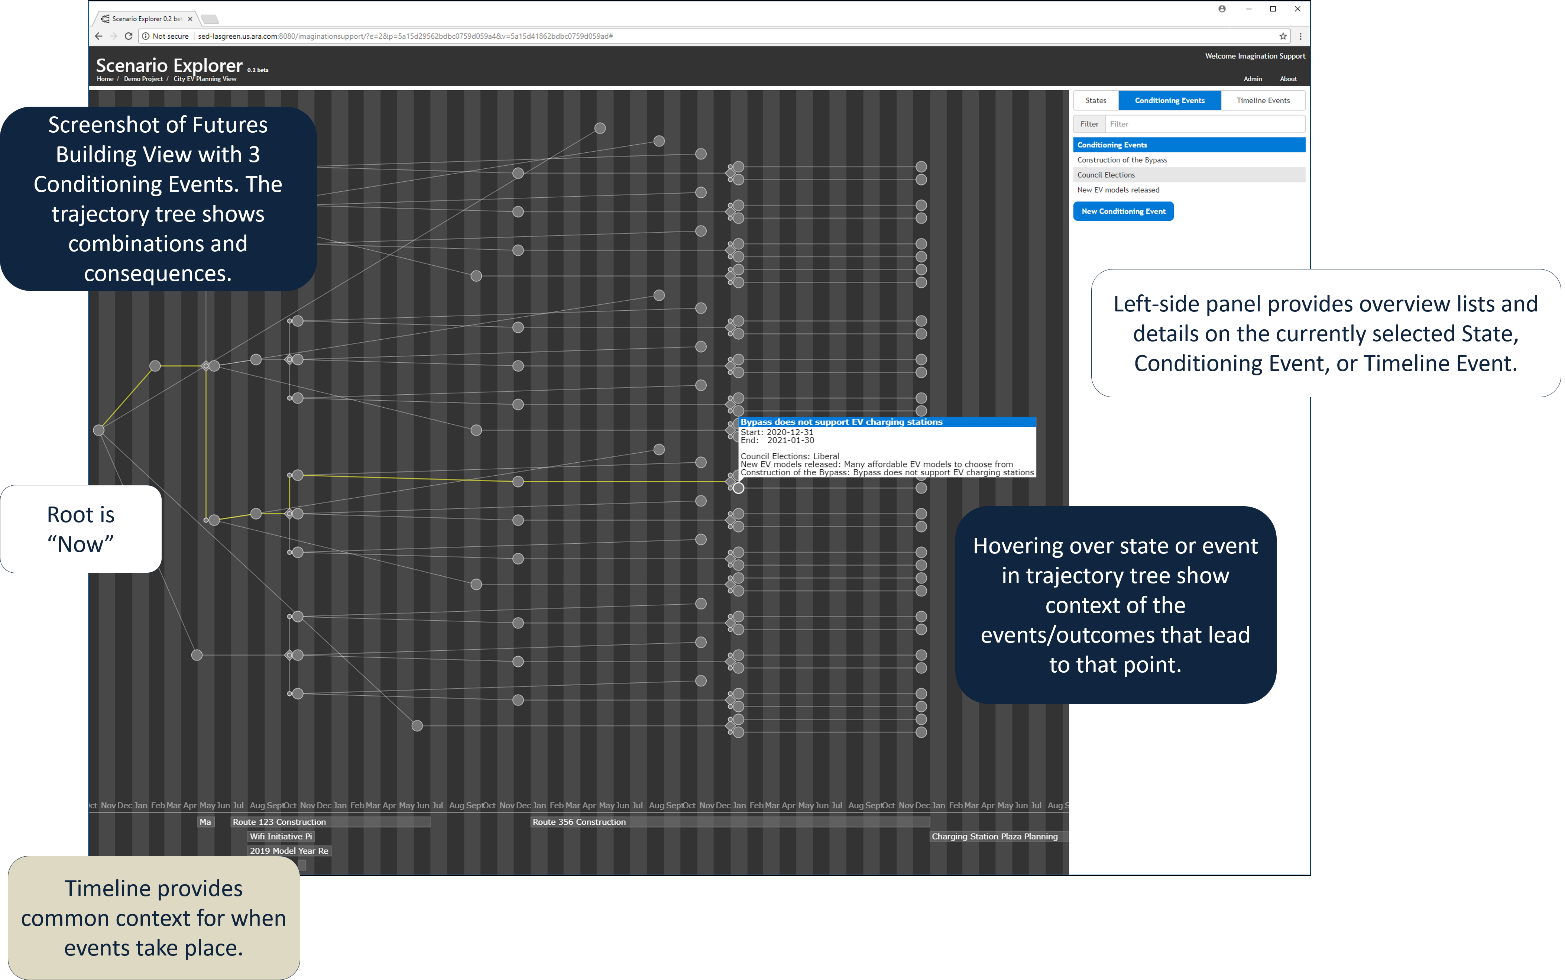 Scenario Explorer 0.2 bet
Not secure | sed-lasgreen.us.ara.com:8080/imaginationsupport/?e=2&p=5a15d29562bdbc0759d059a4&v=5a15d41862bdbc0759d059ad#
Scenario Explorer 0.2 beta
Home / Demo Project / City EV Planning View
Welcome Imagination Support
Admin About
States Conditioning Events Timeline Events
Filter Filter
Conditioning Events
Construction of the Bypass
Council Elections
New EV models released
New Conditioning Event
Screenshot of Futures
Building View with 3
Conditioning Events. The
trajectory tree shows
combinations and
consequences.
Left-side panel provides overview lists and
details on the currently selected State,
Conditioning Event, or Timeline Event.
Bypass does not support EV charging stations
Start: 2020-12-31
End: 2021-01-30
Council Elections: Liberal
New EV models released: Many affordable EV models to choose from
Construction of the Bypass: Bypass does not support EV charging stations
Root is
“Now”
Hovering over state or event
in trajectory tree show
context of the
events/outcomes that lead
to that point.
Nov Dec Jan Feb Mar Apr May Jun Jul Aug Sept Oct Nov Dec Jan Feb Mar Apr May Jun Jul Aug Sept Oct Nov Dec Jan Feb Mar Apr May Jun Jul Aug Sept Oct Nov Dec Jan Feb Mar Apr May Jun Jul Aug Sept Oct Nov Dec Jan Feb Mar Apr May Jun Jul Aug
Ma Route 123 Construction Route 356 Construction
Wifi Initiative Pi Charging Station Plaza Planning
2019 Model Year Re
Timeline provides
common context for when
events take place.